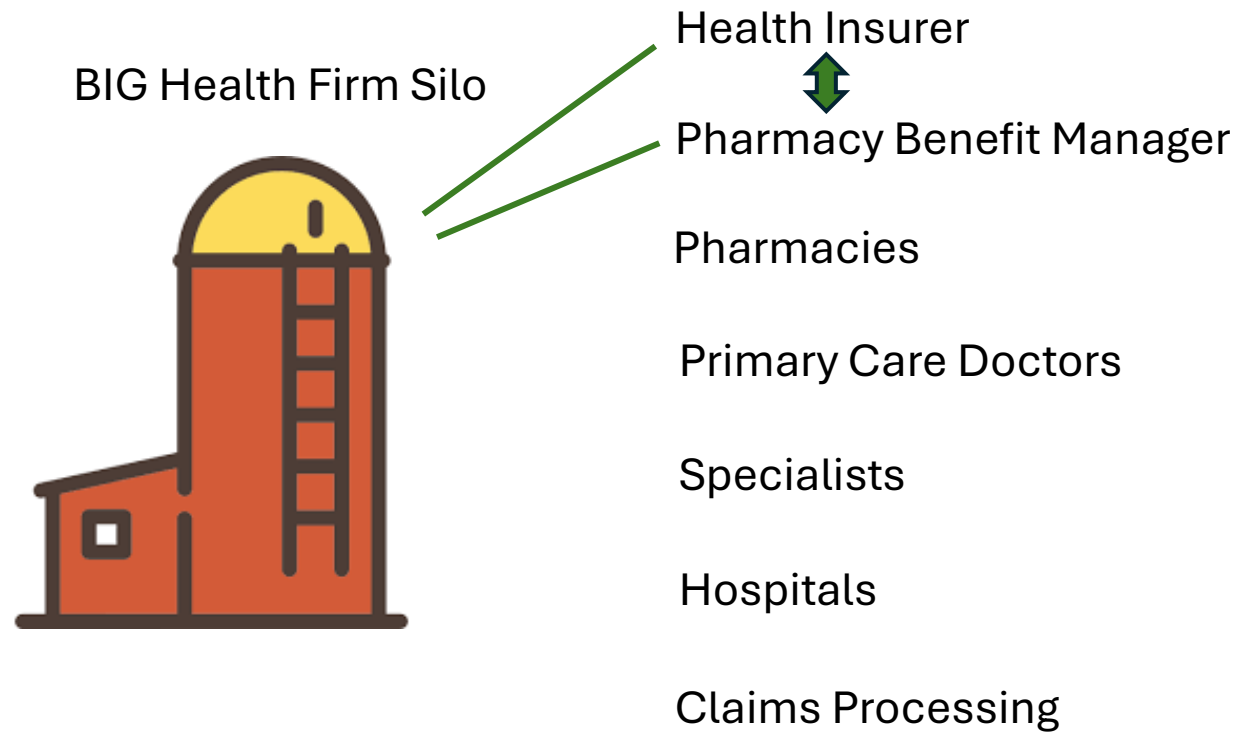 BIG Health Firm Silo
Health Insurer
Pharmacy Benefit Manager
Pharmacies
Primary Care Doctors
Specialists
Hospitals
Claims Processing